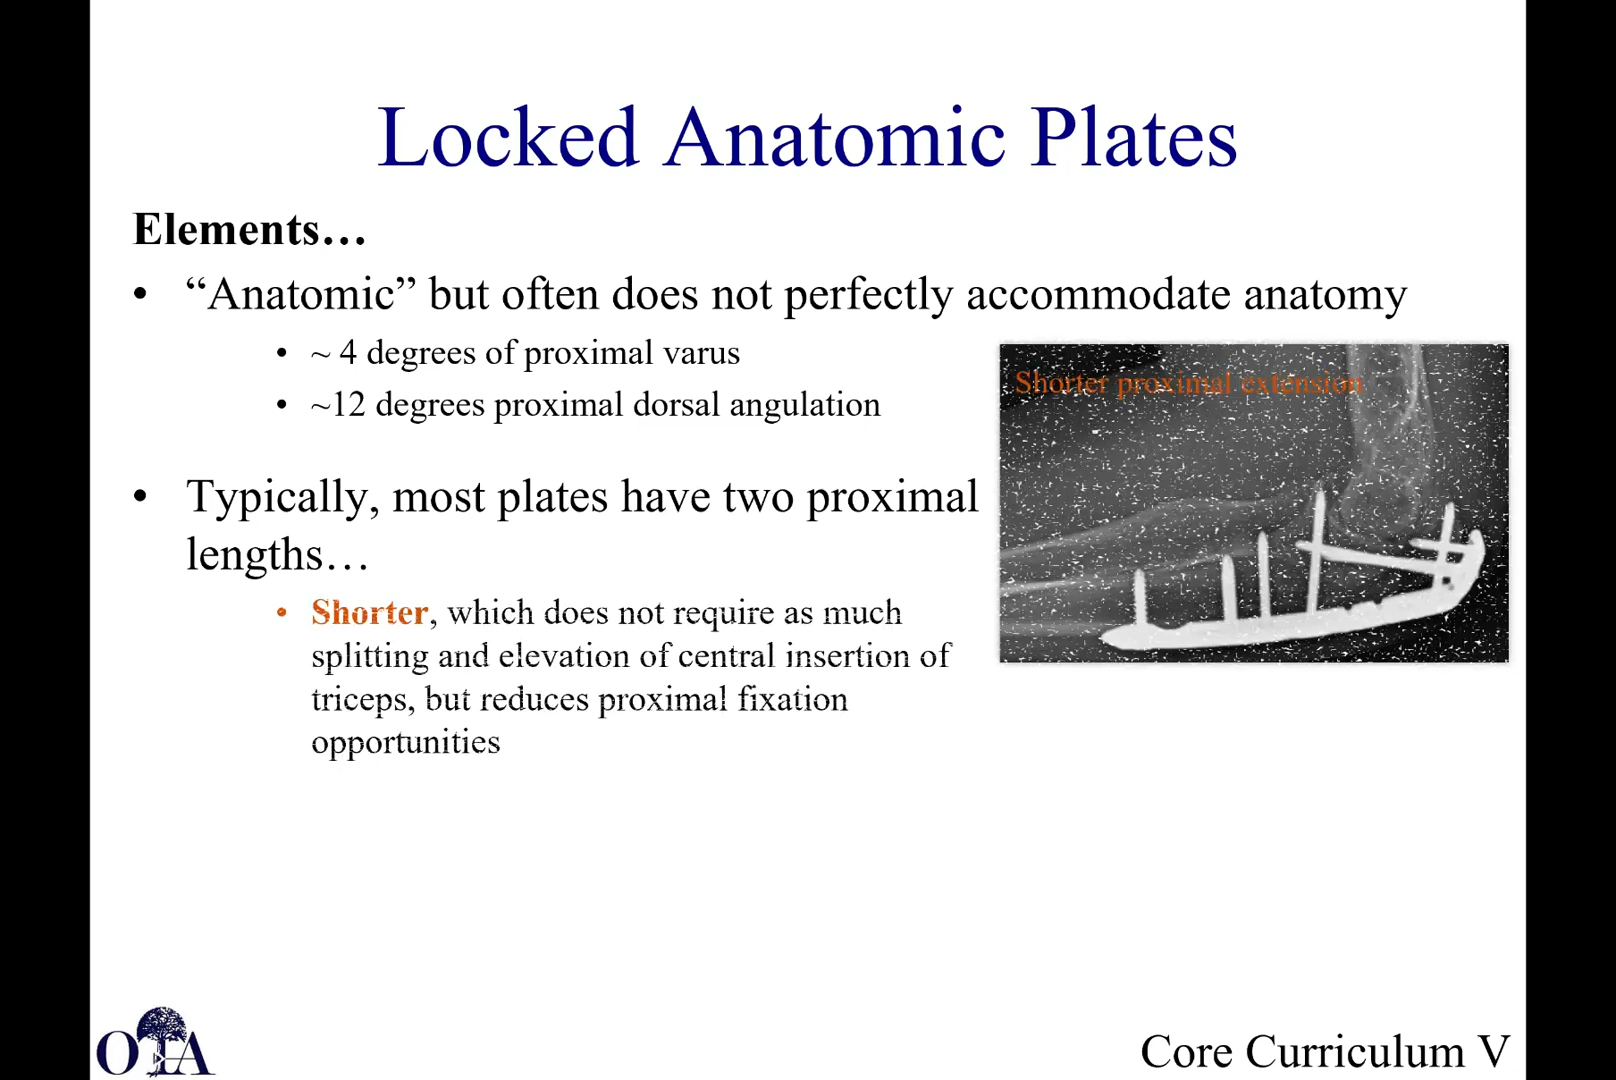 Locked Anatomic Plates
Elements…
• “Anatomic” but often does not perfectly accommodate anatomy
• ~ 4 degrees of proximal varus
• ~12 degrees proximal dorsal angulation
Shorter proximal extension
• Typically, most plates have two proximal
lengths…
• Shorter, which does not require as much
splitting and elevation of central insertion of
triceps, but reduces proximal fixation
opportunities
OTA
Core Curriculum V